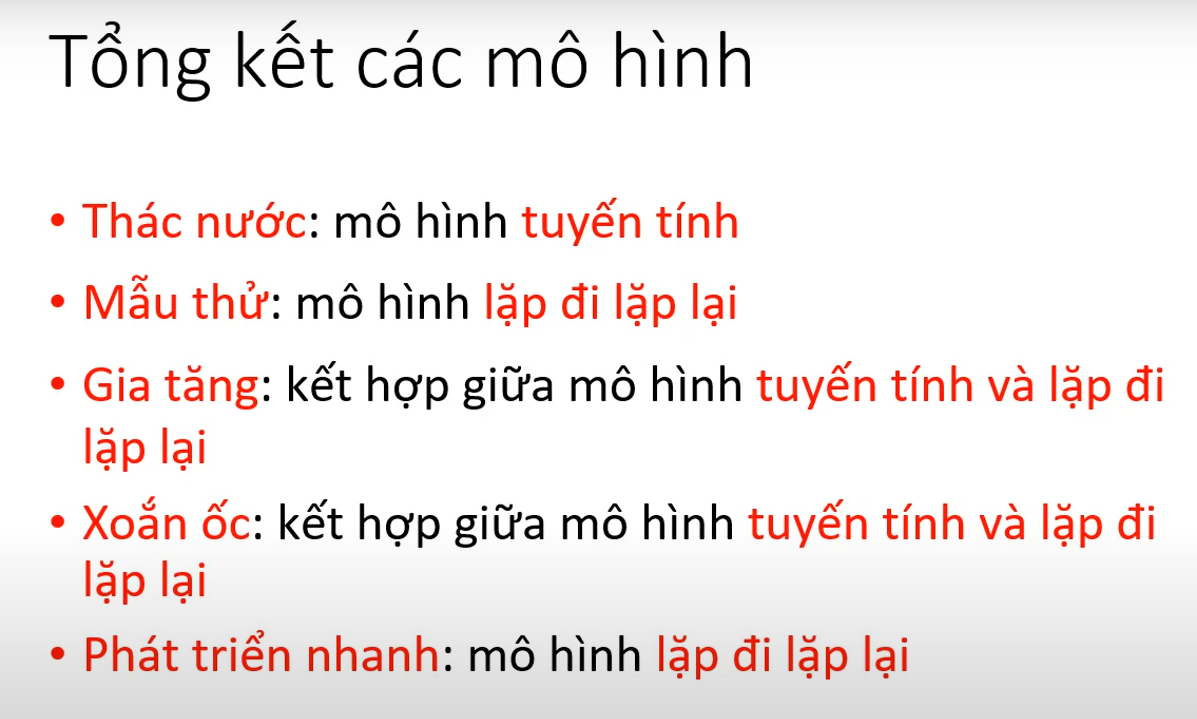 Tổng kết các mô hình
• Thác nước: mô hình tuyến tính
• Mẫu thử: mô hình lặp đi lặp lại
• Gia tăng: kết hợp giữa mô hình tuyến tính và lặp đi
lặp lại
• Xoắn ốc: kết hợp giữa mô hình tuyến tính và lặp đi
lặp lại
• Phát triển nhanh: mô hình lặp đi lặp lại